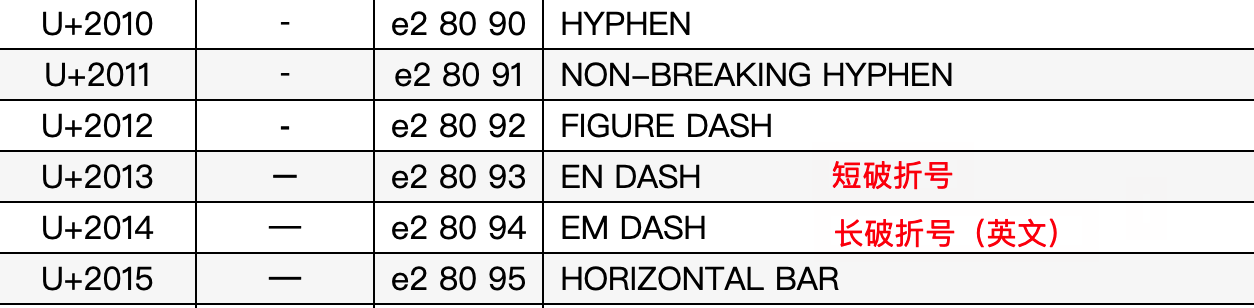 U+2010 - e2 80 90 HYPHEN
U+2011 - e2 80 91 NON–BREAKING HYPHEN
U+2012 - e2 80 92 FIGURE DASH
U+2013 – e2 80 93 EN DASH 短破折号
U+2014 — e2 80 94 EM DASH 长破折号（英文）
U+2015 — e2 80 95 HORIZONTAL BAR